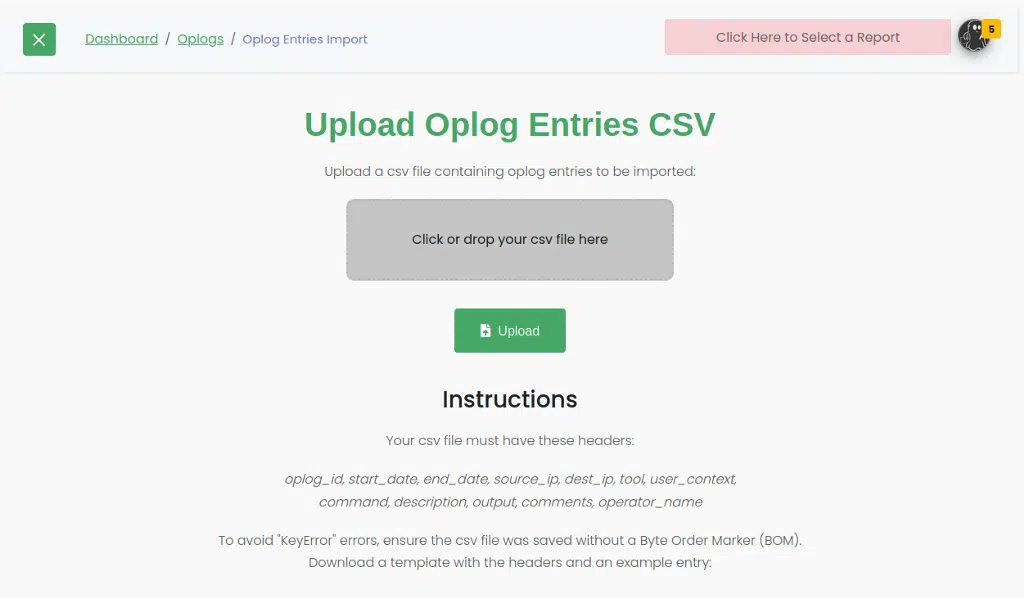 Dashboard / Oplogs / Oplog Entries Import
Click Here to Select a Report
5
Upload Oplog Entries CSV
Upload a csv file containing oplog entries to be imported:
Click or drop your csv file here
Upload
Instructions
Your csv file must have these headers:
oplog_id, start_date, end_date, source_ip, dest_ip, tool, user_context,
command, description, output, comments, operator_name
To avoid "KeyError" errors, ensure the csv file was saved without a Byte Order Marker (BOM).
Download a template with the headers and an example entry: